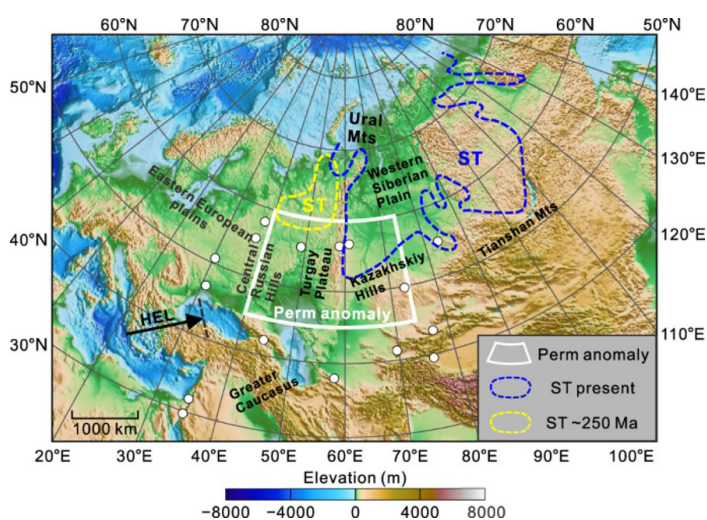 60°N 70°N 80°N 80°N 70°N 60°N 50°N
50°N
140°E
Ural
Mts
130°E
ST
Western
Siberian
Plain
Eastern European
plains
ST
40°N
120°E
Tianshan Mts
Central
Russian
Hills
Turgay
Plateau
Kazakhskiy
Hills
HEL
Perm anomaly
110°E
30°N
Greater
Caucasus
Perm anomaly
ST present
ST ~250 Ma
1000 km
20°E 30°E 40°E 50°E 60°E 70°E 80°E 90°E 100°E
Elevation (m)
−8000 −4000 0 4000 8000